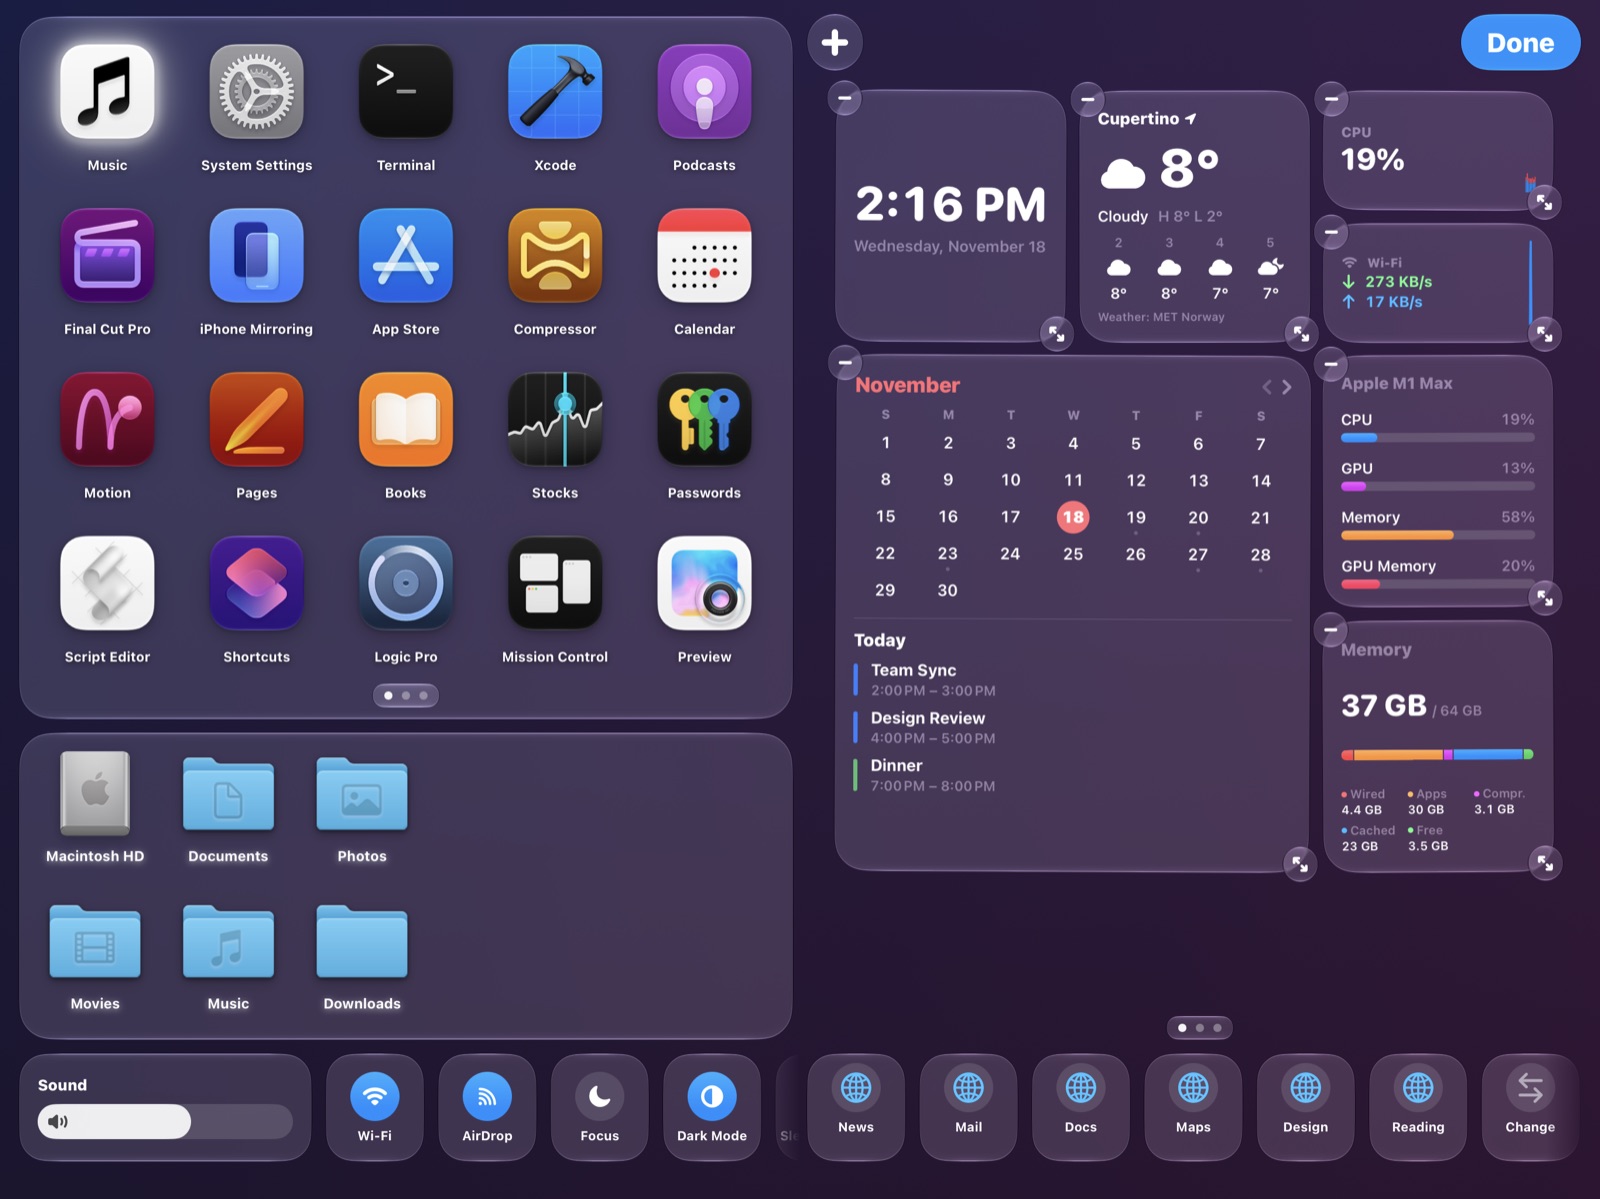 Music
System Settings
Terminal
Xcode
Podcasts
Final Cut Pro
iPhone Mirroring
App Store
Compressor
Calendar
Motion
Pages
Books
Stocks
Passwords
Script Editor
Shortcuts
Logic Pro
Mission Control
Preview
Macintosh HD
Documents
Photos
Movies
Music
Downloads
Sound
Wi-Fi
AirDrop
Focus
Dark Mode
Done
2:16 PM
Wednesday, November 18
Cupertino
8°
Cloudy H 8° L 2°
2 3 4 5
8° 8° 7° 7°
Weather: MET Norway
CPU
19%
Wi-Fi
273 KB/s
17 KB/s
November
S M T W T F S
1 2 3 4 5 6 7
8 9 10 11 12 13 14
15 16 17 18 19 20 21
22 23 24 25 26 27 28
29 30
Today
Team Sync
2:00 PM – 3:00 PM
Design Review
4:00 PM – 5:00 PM
Dinner
7:00 PM – 8:00 PM
Apple M1 Max
CPU 19%
GPU 13%
Memory 58%
GPU Memory 20%
Memory
37 GB / 64 GB
Wired Apps Compr.
4.4 GB 30 GB 3.1 GB
Cached Free
23 GB 3.5 GB
News
Mail
Docs
Maps
Design
Reading
Change